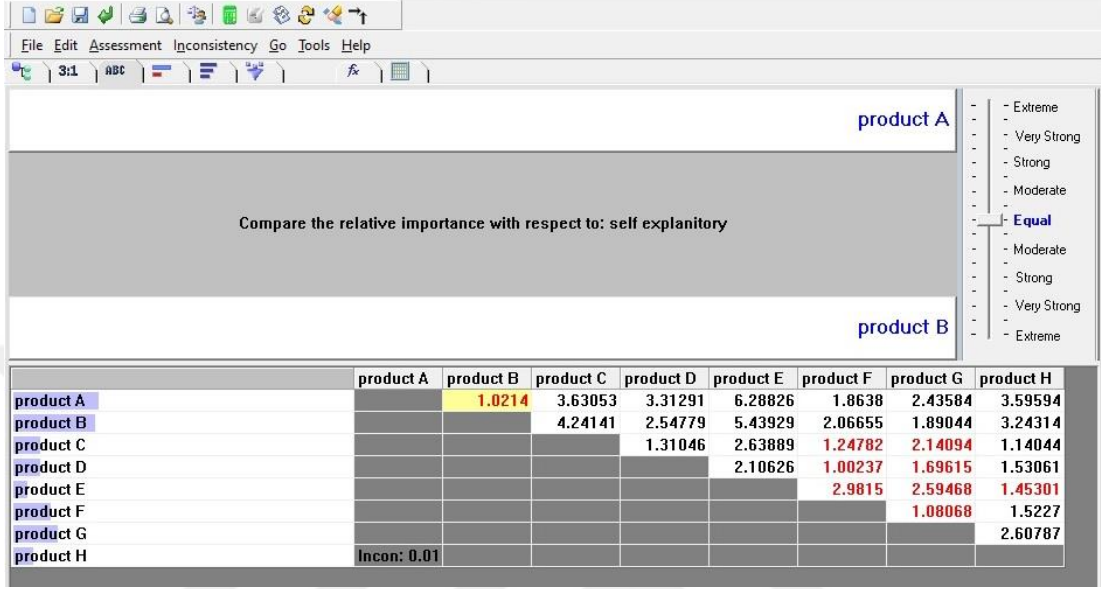 File Edit Assessment Inconsistency Go Tools Help
3:1 ABC fx
product A
Extreme
Very Strong
Strong
Moderate
Compare the relative importance with respect to: self explanitory
Equal
Moderate
Strong
Very Strong
product B
Extreme
product A product B product C product D product E product F product G product H
product A 1.0214 3.63053 3.31291 6.28826 1.8638 2.43584 3.59594
product B 4.24141 2.54779 5.43929 2.06655 1.89044 3.24314
product C 1.31046 2.63889 1.24782 2.14094 1.14044
product D 2.10626 1.00237 1.69615 1.53061
product E 2.9815 2.59468 1.45301
product F 1.08068 1.5227
product G 2.60787
product H Incon: 0.01